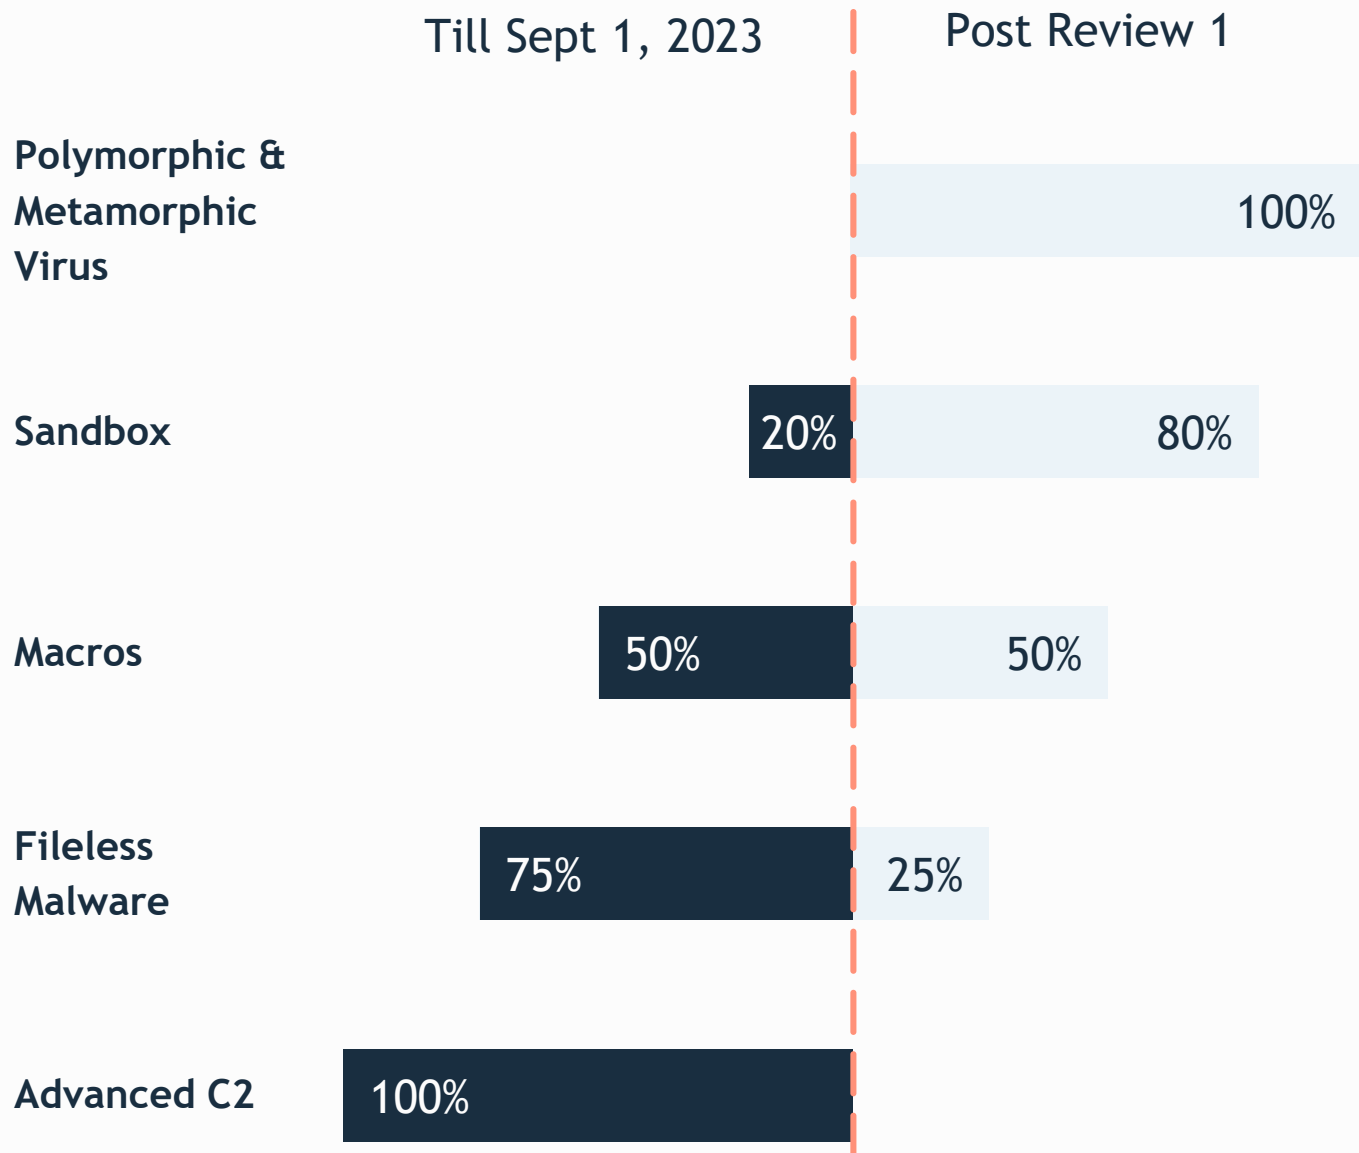 Till Sept 1, 2023
Post Review 1
Polymorphic &
Metamorphic
Virus
100%
Sandbox
20%
80%
Macros
50%
50%
Fileless
Malware
75%
25%
Advanced C2
100%